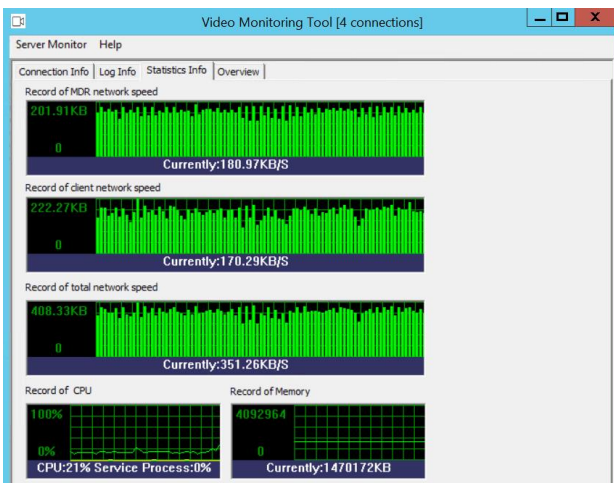 Video Monitoring Tool [4 connections]
Server Monitor Help
Connection Info Log Info Statistics Info Overview
Record of MDR network speed
201.91KB
0
Currently:180.97KB/S
Record of client network speed
222.27KB
0
Currently:170.29KB/S
Record of total network speed
408.33KB
0
Currently:351.26KB/S
Record of CPU
100%
0%
CPU:21% Service Process:0%
Record of Memory
4092964
0
Currently:1470172KB